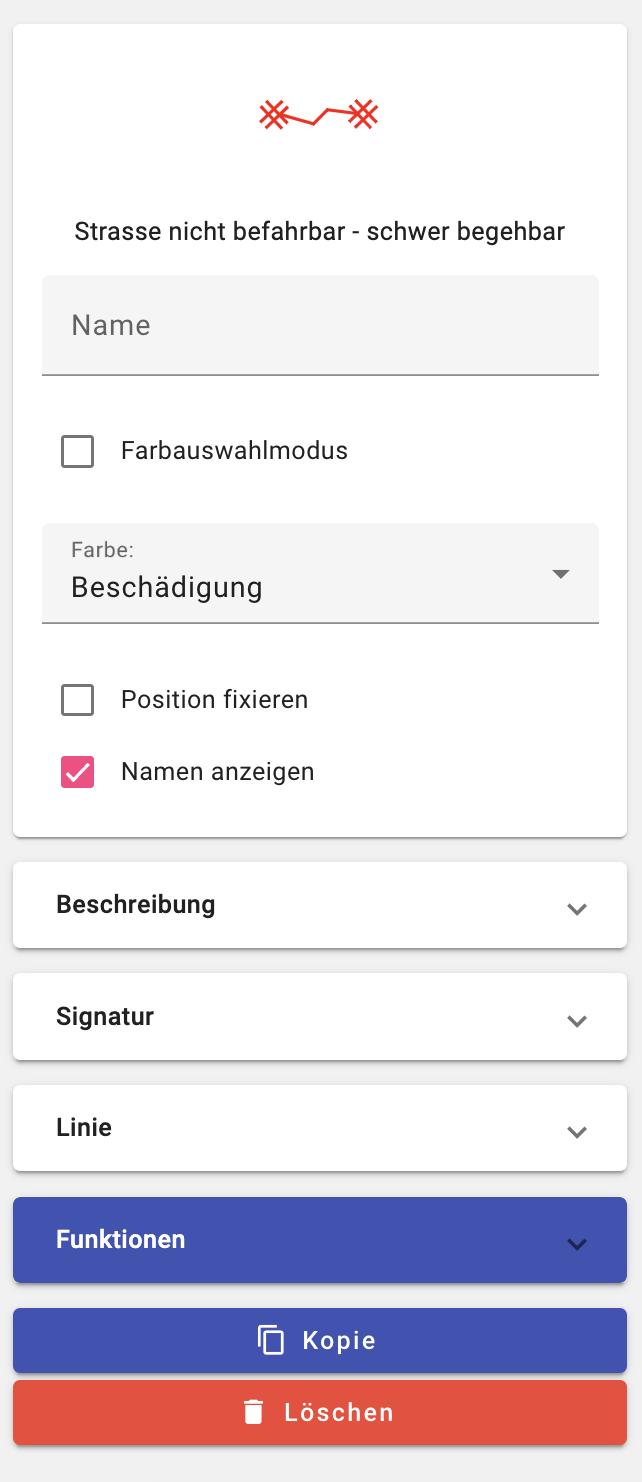 Strasse nicht befahrbar - schwer begehbar
Name
Farbauswahlmodus
Farbe:
Beschädigung
Position fixieren
Namen anzeigen
Beschreibung
Signatur
Linie
Funktionen
Kopie
Löschen